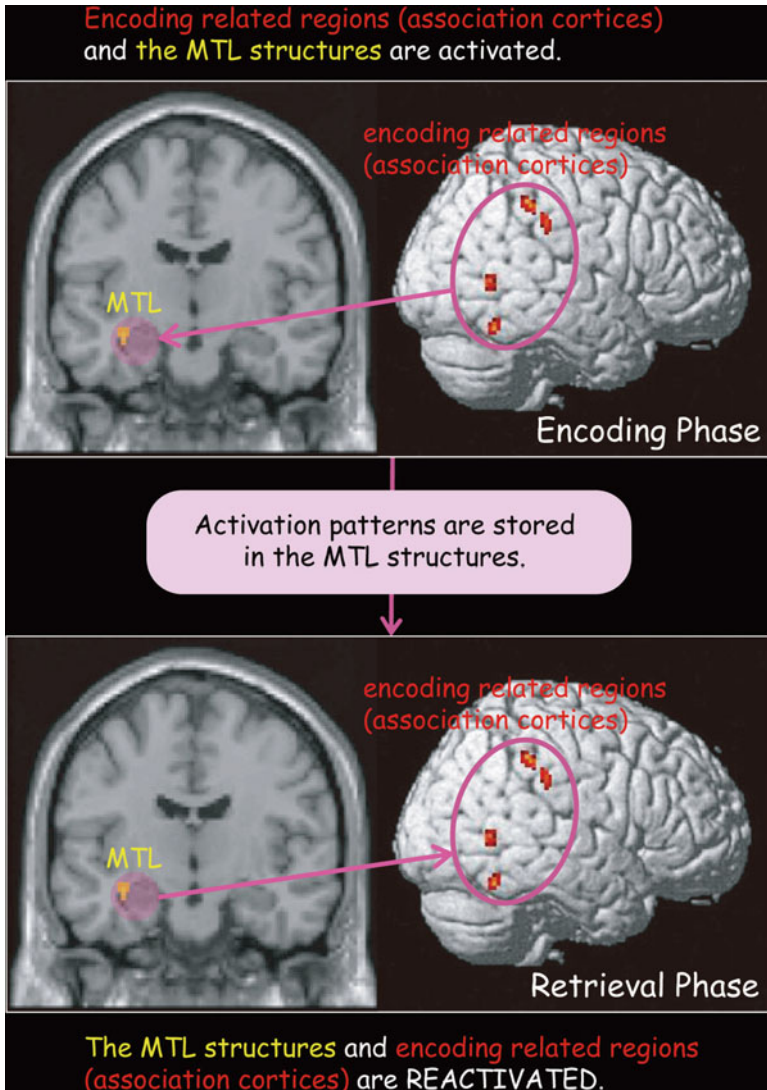 Encoding related regions (association cortices)
and the MTL structures are activated.
encoding related regions
(association cortices)
MTL
Encoding Phase
Activation patterns are stored
in the MTL structures.
encoding related regions
(association cortices)
MTL
Retrieval Phase
The MTL structures and encoding related regions
(association cortices) are REACTIVATED.